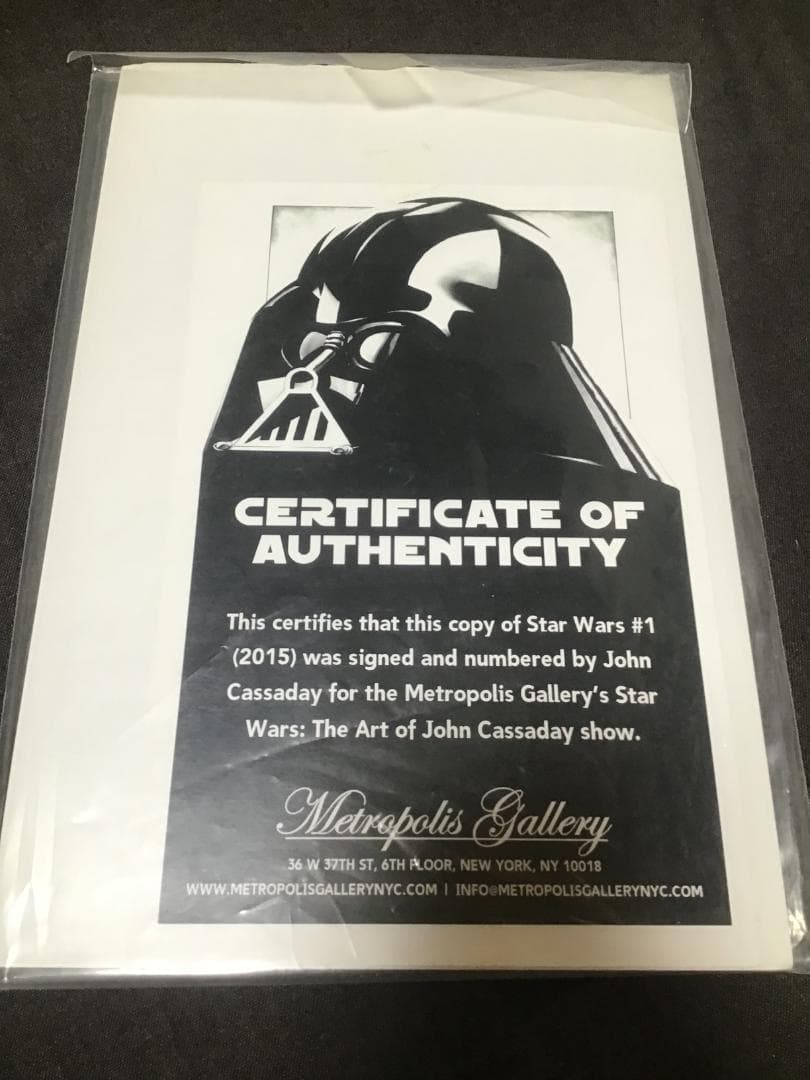 CERTIFICATE OF
AUTHENTICITY
This certifies that this copy of Star Wars #1
(2015) was signed and numbered by John
Cassaday for the Metropolis Gallery's Star
Wars: The Art of John Cassaday show.
Metropolis Gallery
36 W 37TH ST, 6TH FLOOR, NEW YORK, NY 10018
WWW.METROPOLISGALLERYNYC.COM | INFO@METROPOLISGALLERYNYC.COM